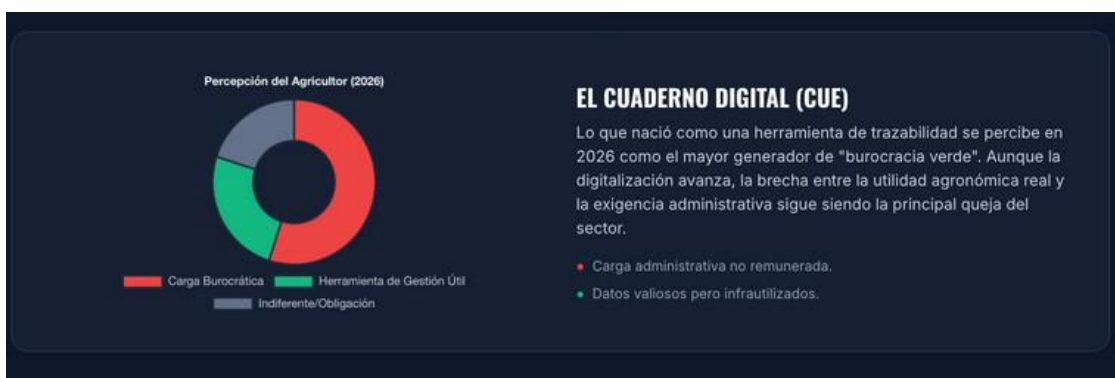 Percepción del Agricultor (2026)
Carga Burocrática
Herramienta de Gestión Útil
Indiferente/Obligación
EL CUADERNO DIGITAL (CUE)
Lo que nació como una herramienta de trazabilidad se percibe en
2026 como el mayor generador de "burocracia verde". Aunque la
digitalización avanza, la brecha entre la utilidad agronómica real y
la exigencia administrativa sigue siendo la principal queja del
sector.
• Carga administrativa no remunerada.
• Datos valiosos pero infrautilizados.